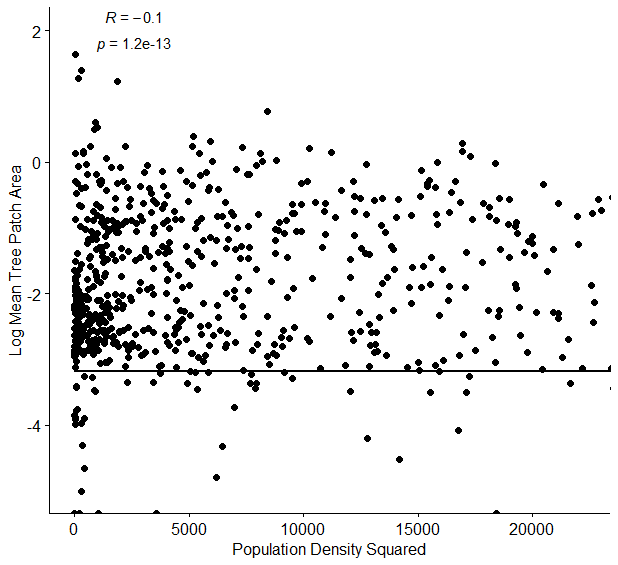 R = −0.1
p = 1.2e-13
2
0
-2
-4
Log Mean Tree Patch Area
0 5000 10000 15000 20000
Population Density Squared